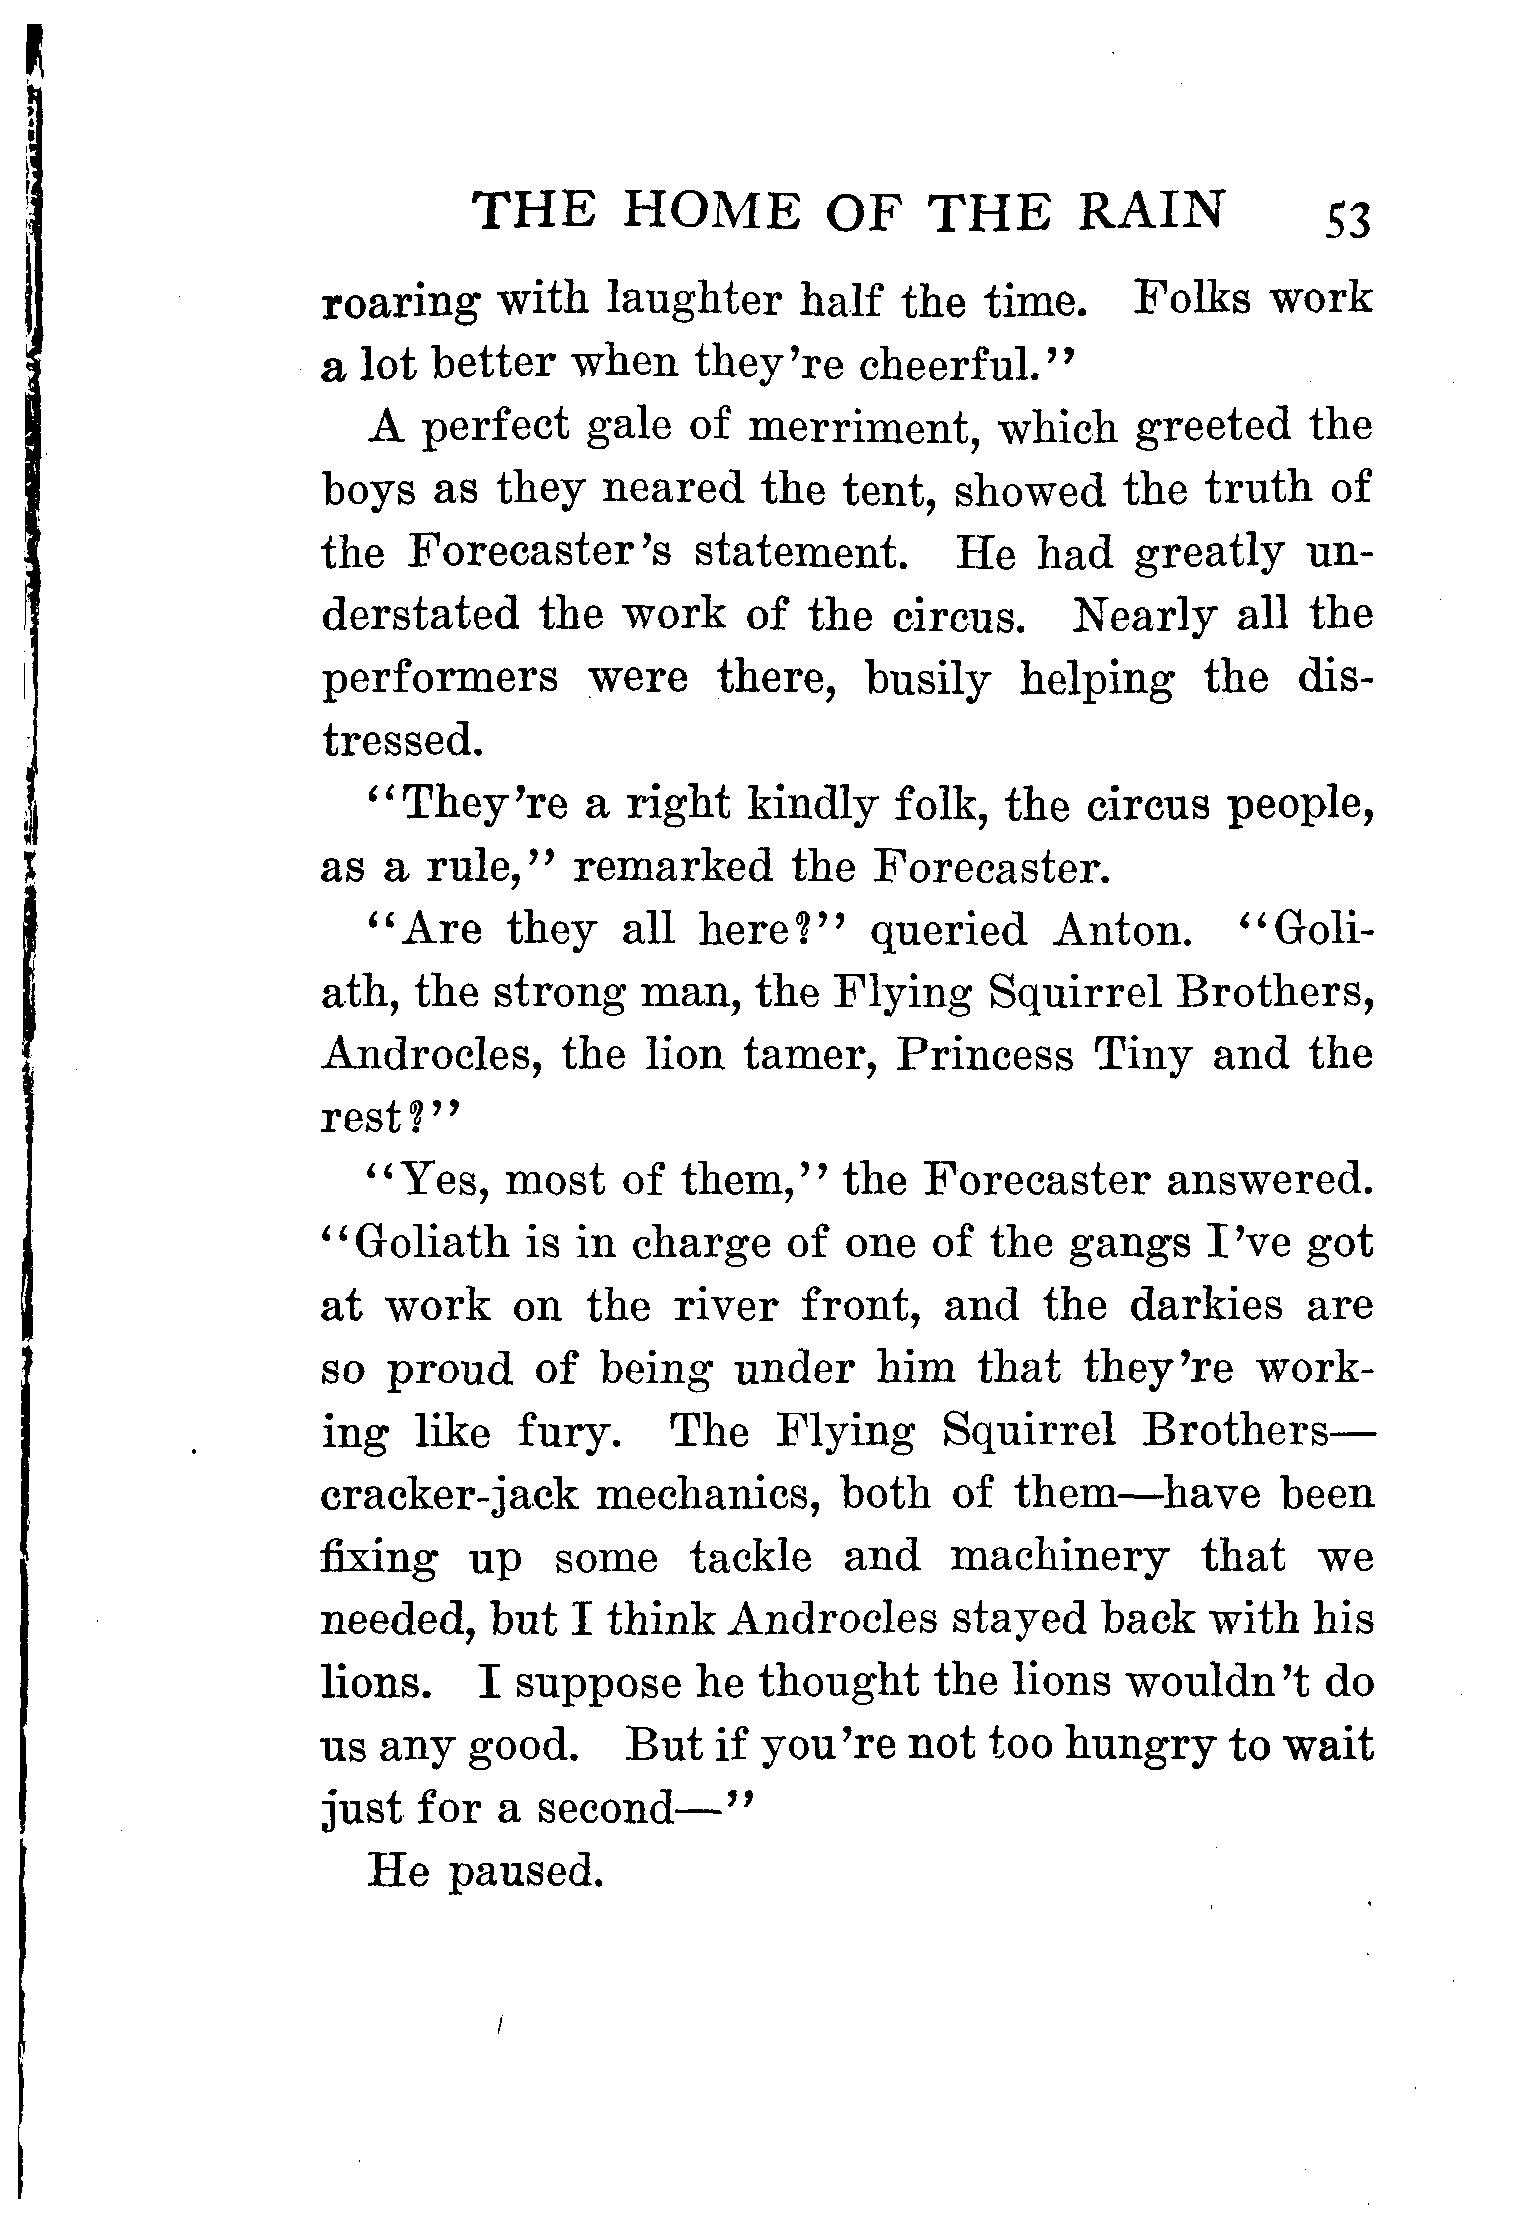 THE HOME OF THE RAIN 53
roaring with laughter half the time. Folks work
a lot better when they're cheerful."
A perfect gale of merriment, which greeted the
boys as they neared the tent, showed the truth of
the Forecaster's statement. He had greatly un-
derstated the work of the circus. Nearly all the
performers were there, busily helping the dis-
tressed.
"They're a right kindly folk, the circus people,
as a rule," remarked the Forecaster.
"Are they all here?" queried Anton. "Goli-
ath, the strong man, the Flying Squirrel Brothers,
Androcles, the lion tamer, Princess Tiny and the
rest?"
"Yes, most of them," the Forecaster answered.
"Goliath is in charge of one of the gangs I've got
at work on the river front, and the darkies are
so proud of being under him that they're work-
ing like fury. The Flying Squirrel Brothers—
cracker-jack mechanics, both of them—have been
fixing up some tackle and machinery that we
needed, but I think Androcles stayed back with his
lions. I suppose he thought the lions wouldn't do
us any good. But if you're not too hungry to wait
just for a second—"
He paused.